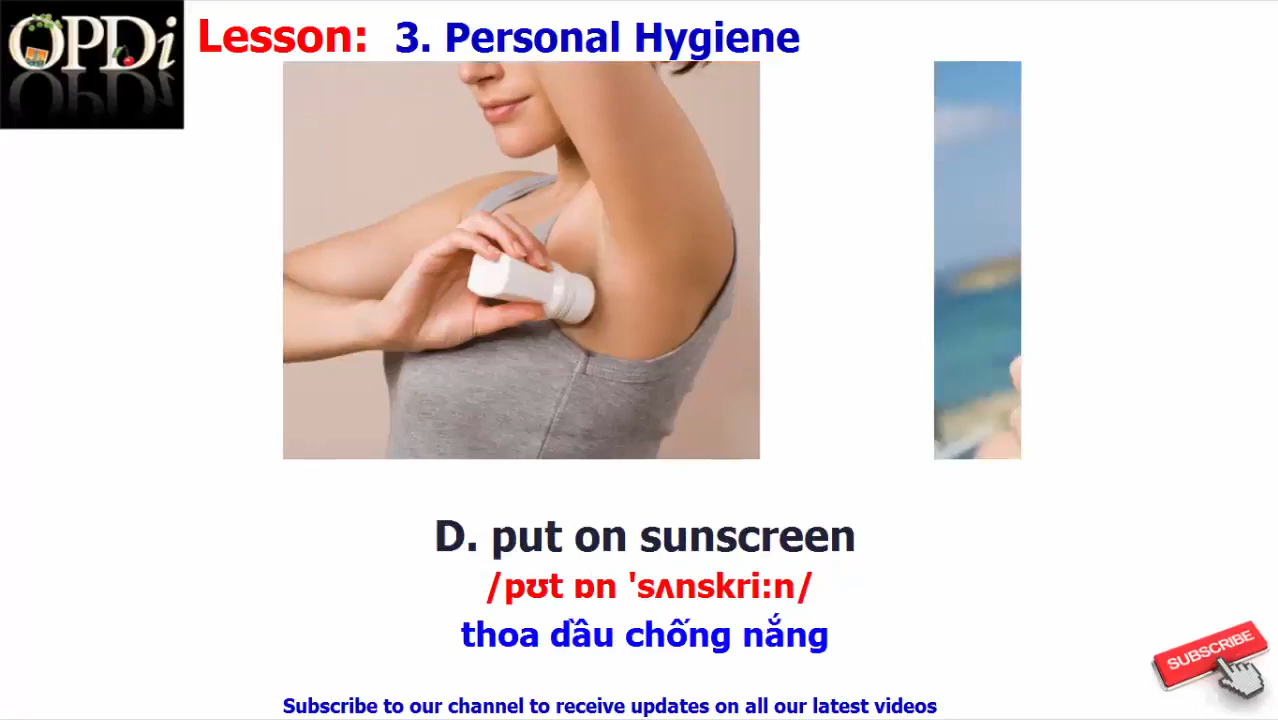 OPDi
Lesson: 3. Personal Hygiene
D. put on sunscreen
/pʊt ɒn ˈsʌnskriːn/
thoa dầu chống nắng
SUBSCRIBE
Subscribe to our channel to receive updates on all our latest videos